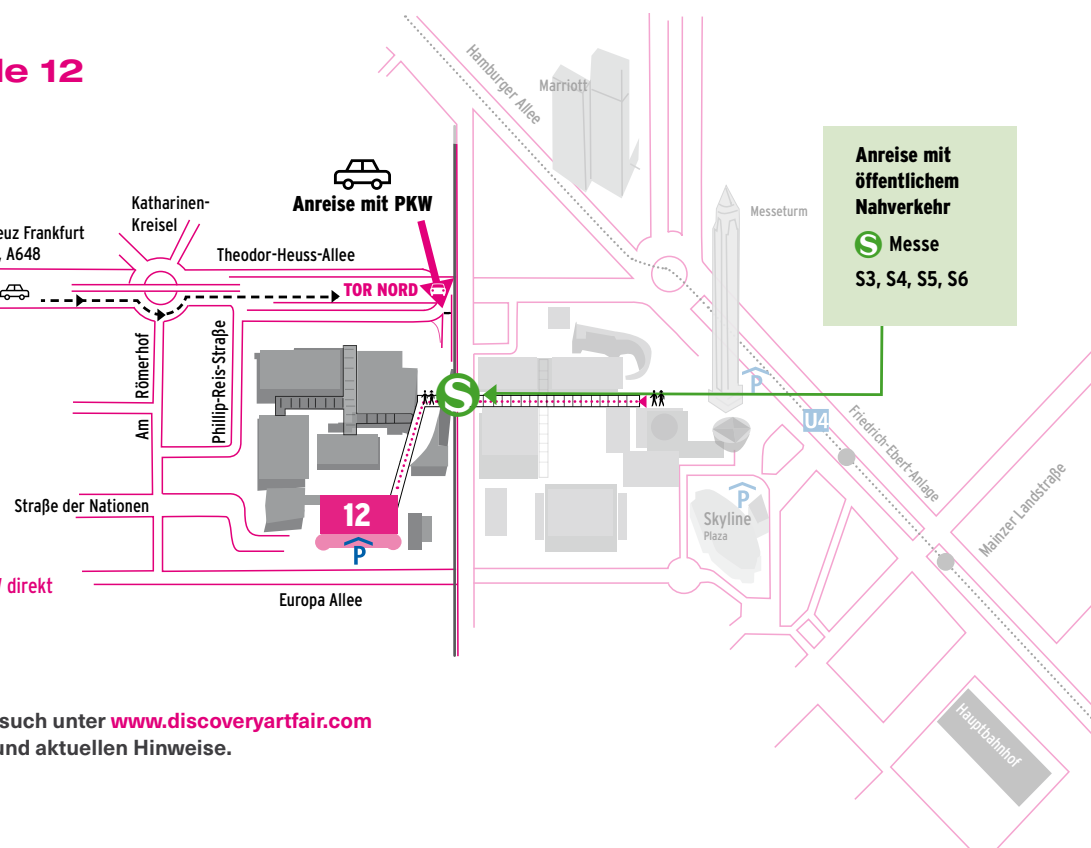 le 12
Hamburger Allee
Marriott
Anreise mit
öffentlichem
Nahverkehr
S Messe
S3, S4, S5, S6
Anreise mit PKW
Katharinen-
Kreisel
Messeturm
euz Frankfurt
, A648
Theodor-Heuss-Allee
TOR NORD
Am Römerhof
Phillip-Reis-Straße
S
P
U4
Friedrich-Ebert-Anlage
Mainzer Landstraße
P
Skyline
Plaza
Straße der Nationen
12
P
direkt
Europa Allee
Hauptbahnhof
such unter www.discoveryartfair.com
und aktuellen Hinweise.